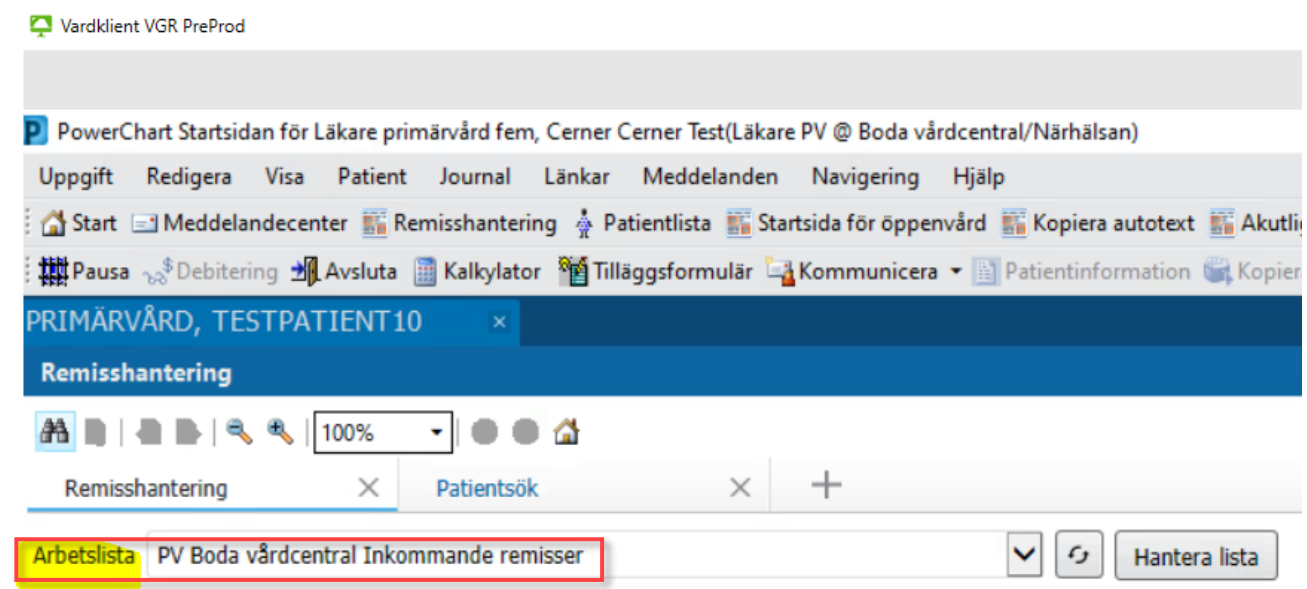 Vardklient VGR PreProd
PowerChart Startsidan för Läkare primärvård fem, Cerner Cerner Test(Läkare PV @ Boda vårdcentral/Närhälsan)
Uppgift Redigera Visa Patient Journal Länkar Meddelanden Navigering Hjälp
Start Meddelandecenter Remisshantering Patientlista Startsida för öppenvård Kopiera autotext Akutlig
Pausa Debitering Avsluta Kalkylator Tilläggsformulär Kommunicera Patientinformation Kopier
PRIMÄRVÅRD, TESTPATIENT10 ×
Remisshantering
100%
Remisshantering Patientsök
Arbetslista PV Boda vårdcentral Inkommande remisser Hantera lista